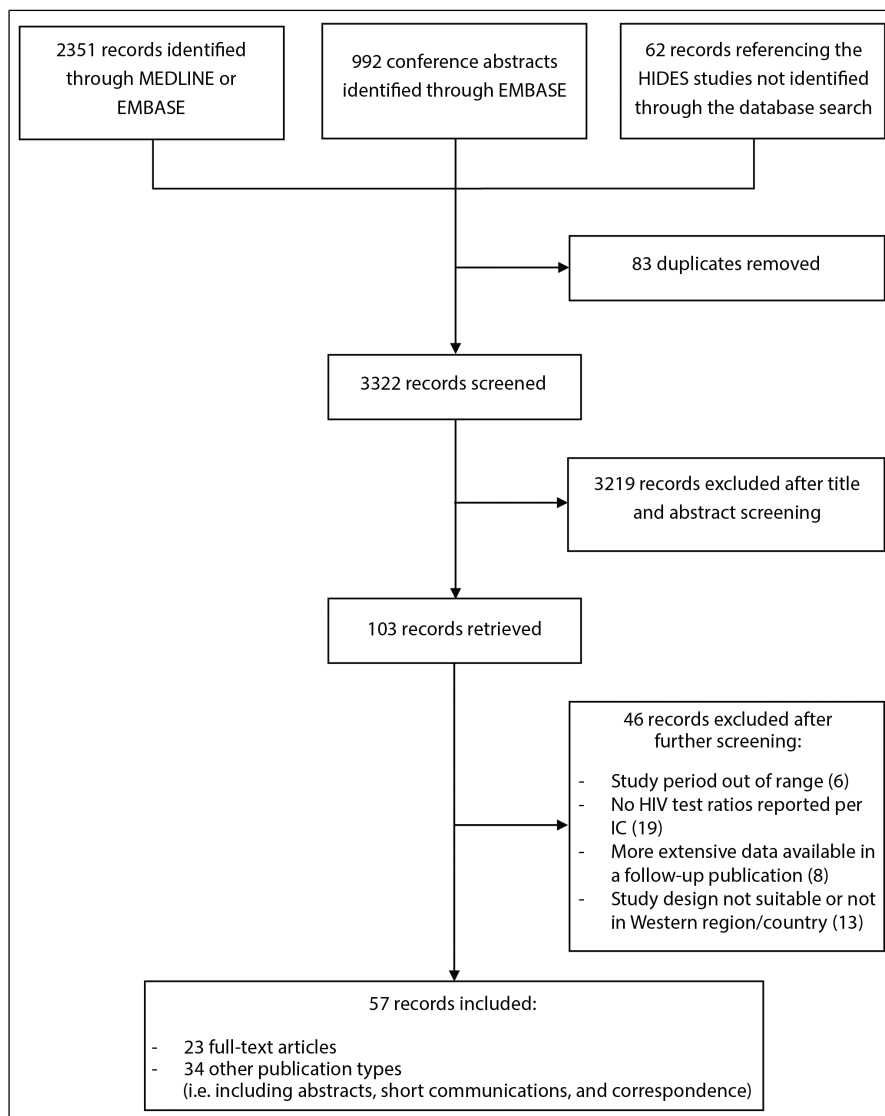 2351 records identified
through MEDLINE or
EMBASE
992 conference abstracts
identified through EMBASE
62 records referencing the
HIDES studies not identified
through the database search
83 duplicates removed
3322 records screened
3219 records excluded after title
and abstract screening
103 records retrieved
46 records excluded after
further screening:
- Study period out of range (6)
- No HIV test ratios reported per
IC (19)
- More extensive data available in
a follow-up publication (8)
- Study design not suitable or not
in Western region/country (13)
57 records included:
- 23 full-text articles
- 34 other publication types
(i.e. including abstracts, short communications, and correspondence)